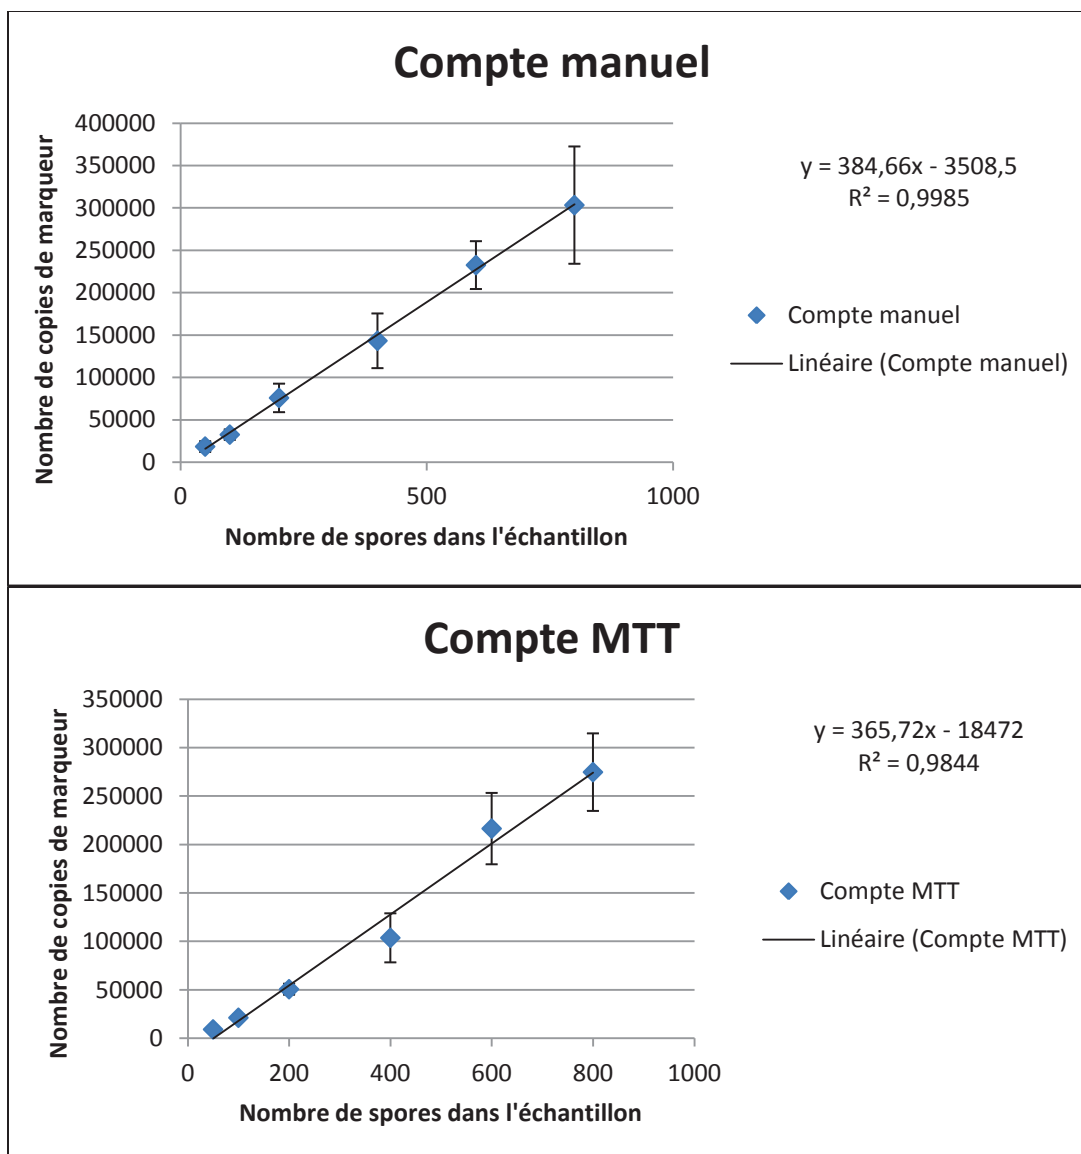 Compte manuel
Nombre de copies de marqueur
400000
350000
300000
250000
200000
150000
100000
50000
0
0 500 1000
Nombre de spores dans l'échantillon
y = 384,66x - 3508,5
R² = 0,9985
Compte manuel
Linéaire (Compte manuel)
Compte MTT
Nombre de copies de marqueur
350000
300000
250000
200000
150000
100000
50000
0
0 200 400 600 800 1000
Nombre de spores dans l'échantillon
y = 365,72x - 18472
R² = 0,9844
Compte MTT
Linéaire (Compte MTT)